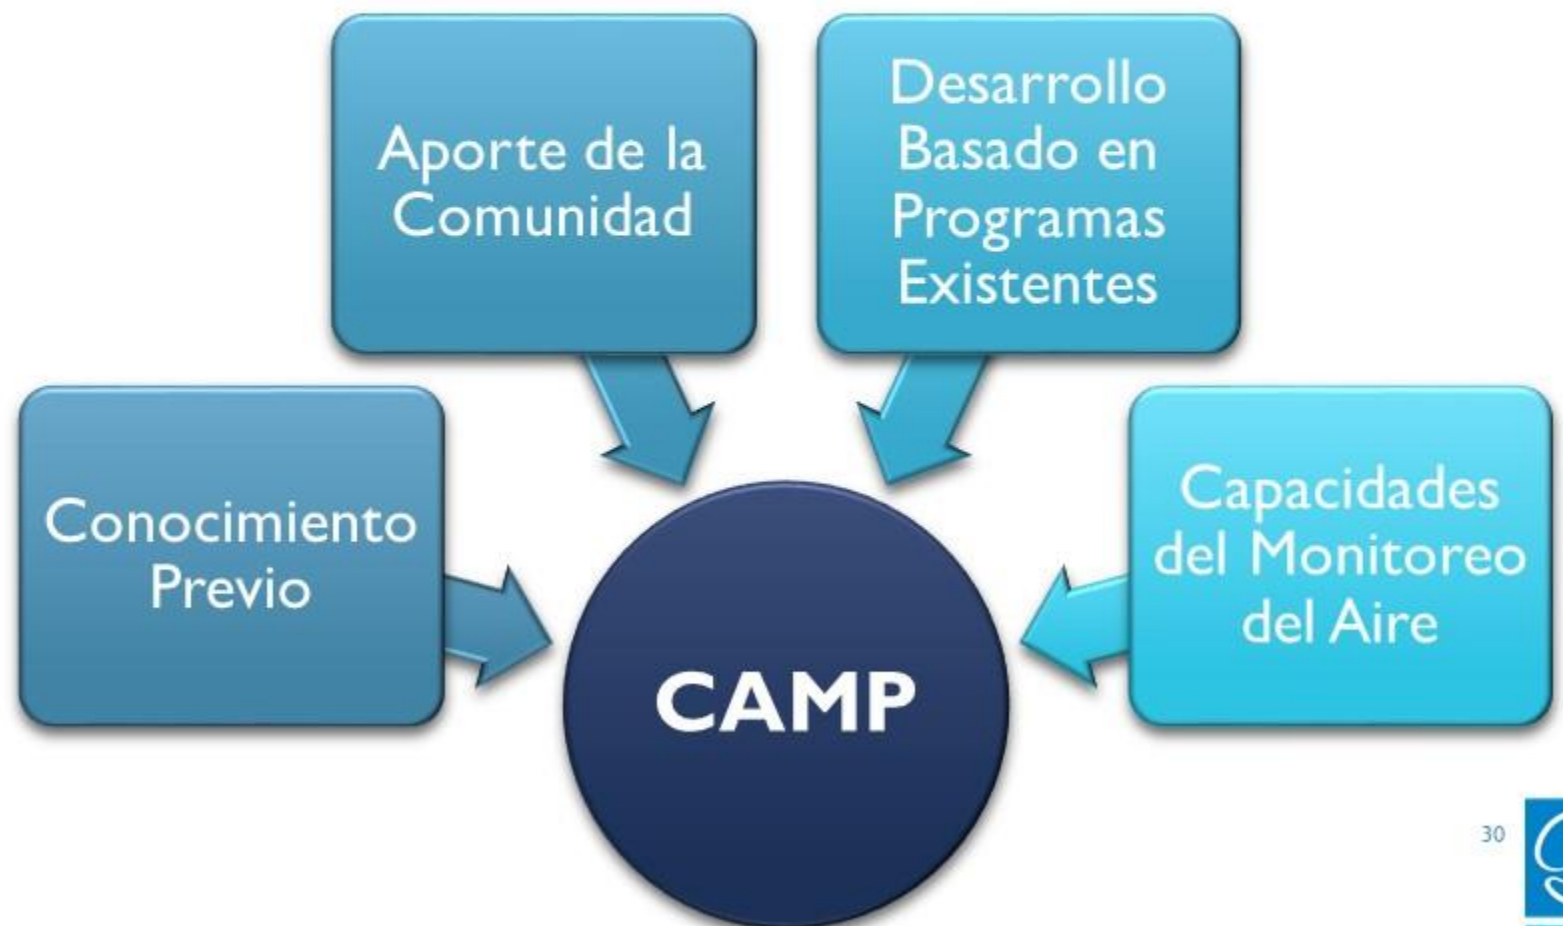 Aporte de la
Comunidad
Desarrollo
Basado en
Programas
Existentes
Conocimiento
Previo
Capacidades
del Monitoreo
del Aire
CAMP
30